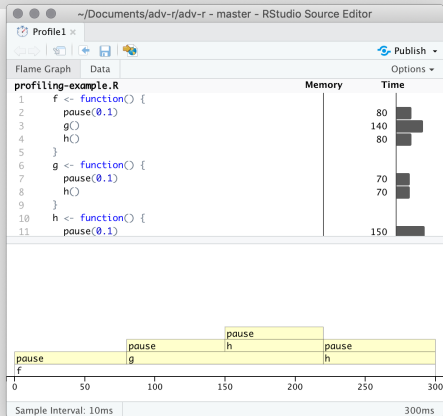 ~/Documents/adv-r/adv-r - master - RStudio Source Editor
Profile1 ×
Publish
Flame Graph Data Options
profiling-example.R Memory Time
1 f <- function() {
2 pause(0.1) 80
3 g() 140
4 h() 80
5 }
6 g <- function() {
7 pause(0.1) 70
8 h() 70
9 }
10 h <- function() {
11 pause(0.1) 150
pause
pause h pause
pause g h
f
0 50 100 150 200 250 300
Sample Interval: 10ms 300ms